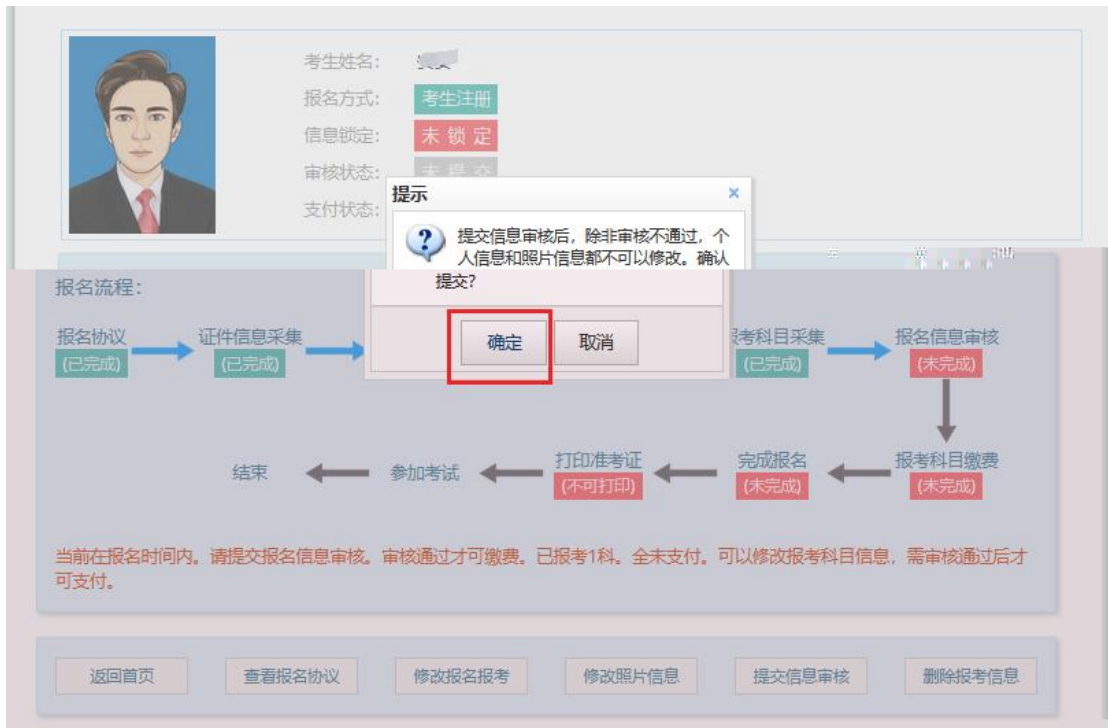 考生姓名:
报名方式: 考生注册
信息锁定: 未 锁 定
审核状态: 未 提 交
支付状态:
提示
提交信息审核后，除非审核不通过，个
人信息和照片信息都不可以修改。确认
提交?
确定 取消
报名流程:
报名协议 证件信息采集 报考科目采集 报名信息审核
(已完成) (已完成) (已完成) (未完成)
结束 参加考试 打印准考证 完成报名 报考科目缴费
(不可打印) (未完成) (未完成)
当前在报名时间内。请提交报名信息审核。审核通过才可缴费。已报考1科。全未支付。可以修改报考科目信息，需审核通过后才
可支付。
返回首页 查看报名协议 修改报名报考 修改照片信息 提交信息审核 删除报考信息